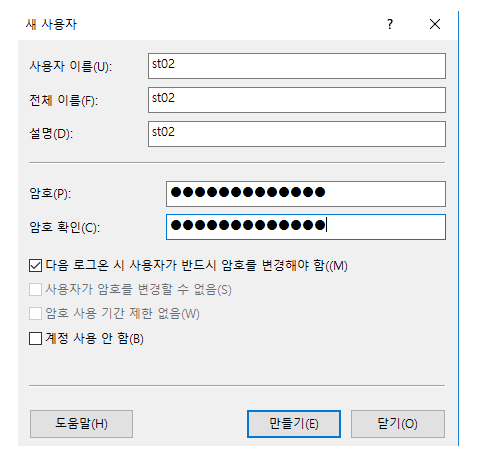 새 사용자
사용자 이름(U): st02
전체 이름(F): st02
설명(D): st02
암호(P): ●●●●●●●●●●●●●
암호 확인(C): ●●●●●●●●●●●●●
다음 로그온 시 사용자가 반드시 암호를 변경해야 함((M)
사용자가 암호를 변경할 수 없음(S)
암호 사용 기간 제한 없음(W)
계정 사용 안 함(B)
도움말(H) 만들기(E) 닫기(O)